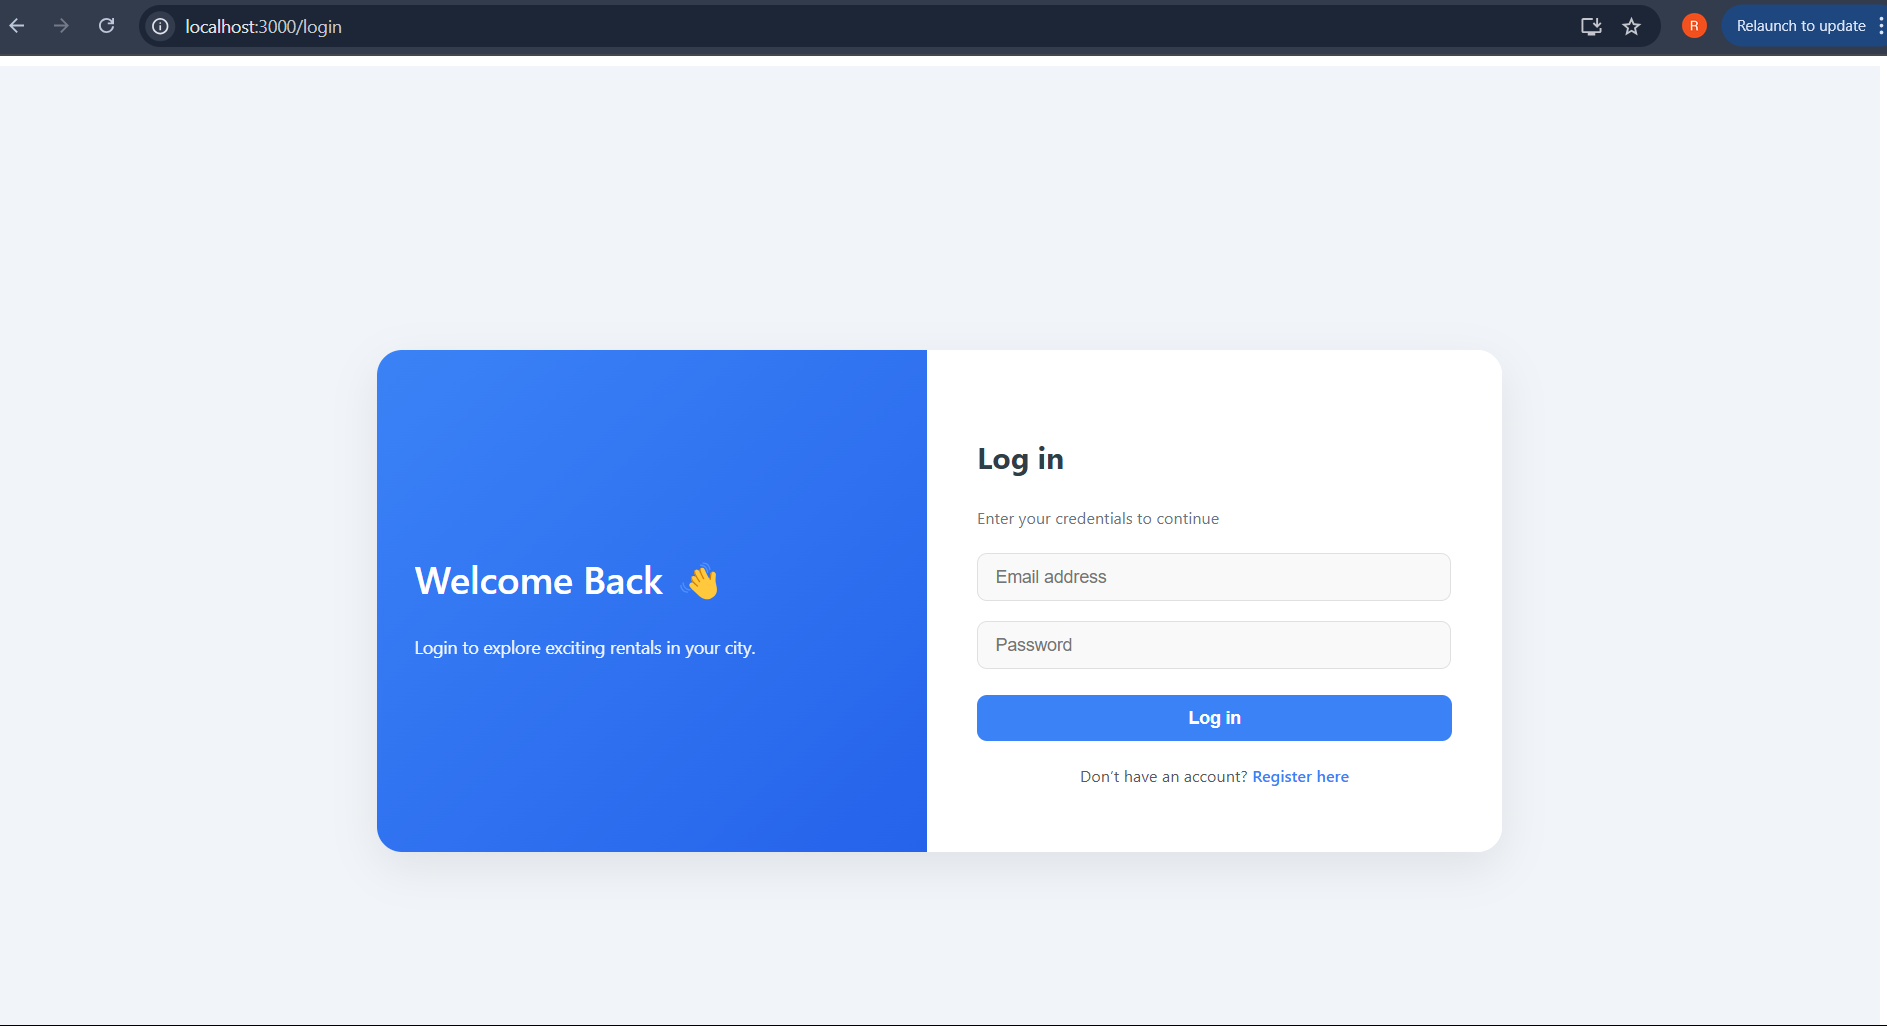 localhost:3000/login
R
Relaunch to update
Welcome Back 👋
Login to explore exciting rentals in your city.
Log in
Enter your credentials to continue
Email address
Password
Log in
Don’t have an account? Register here